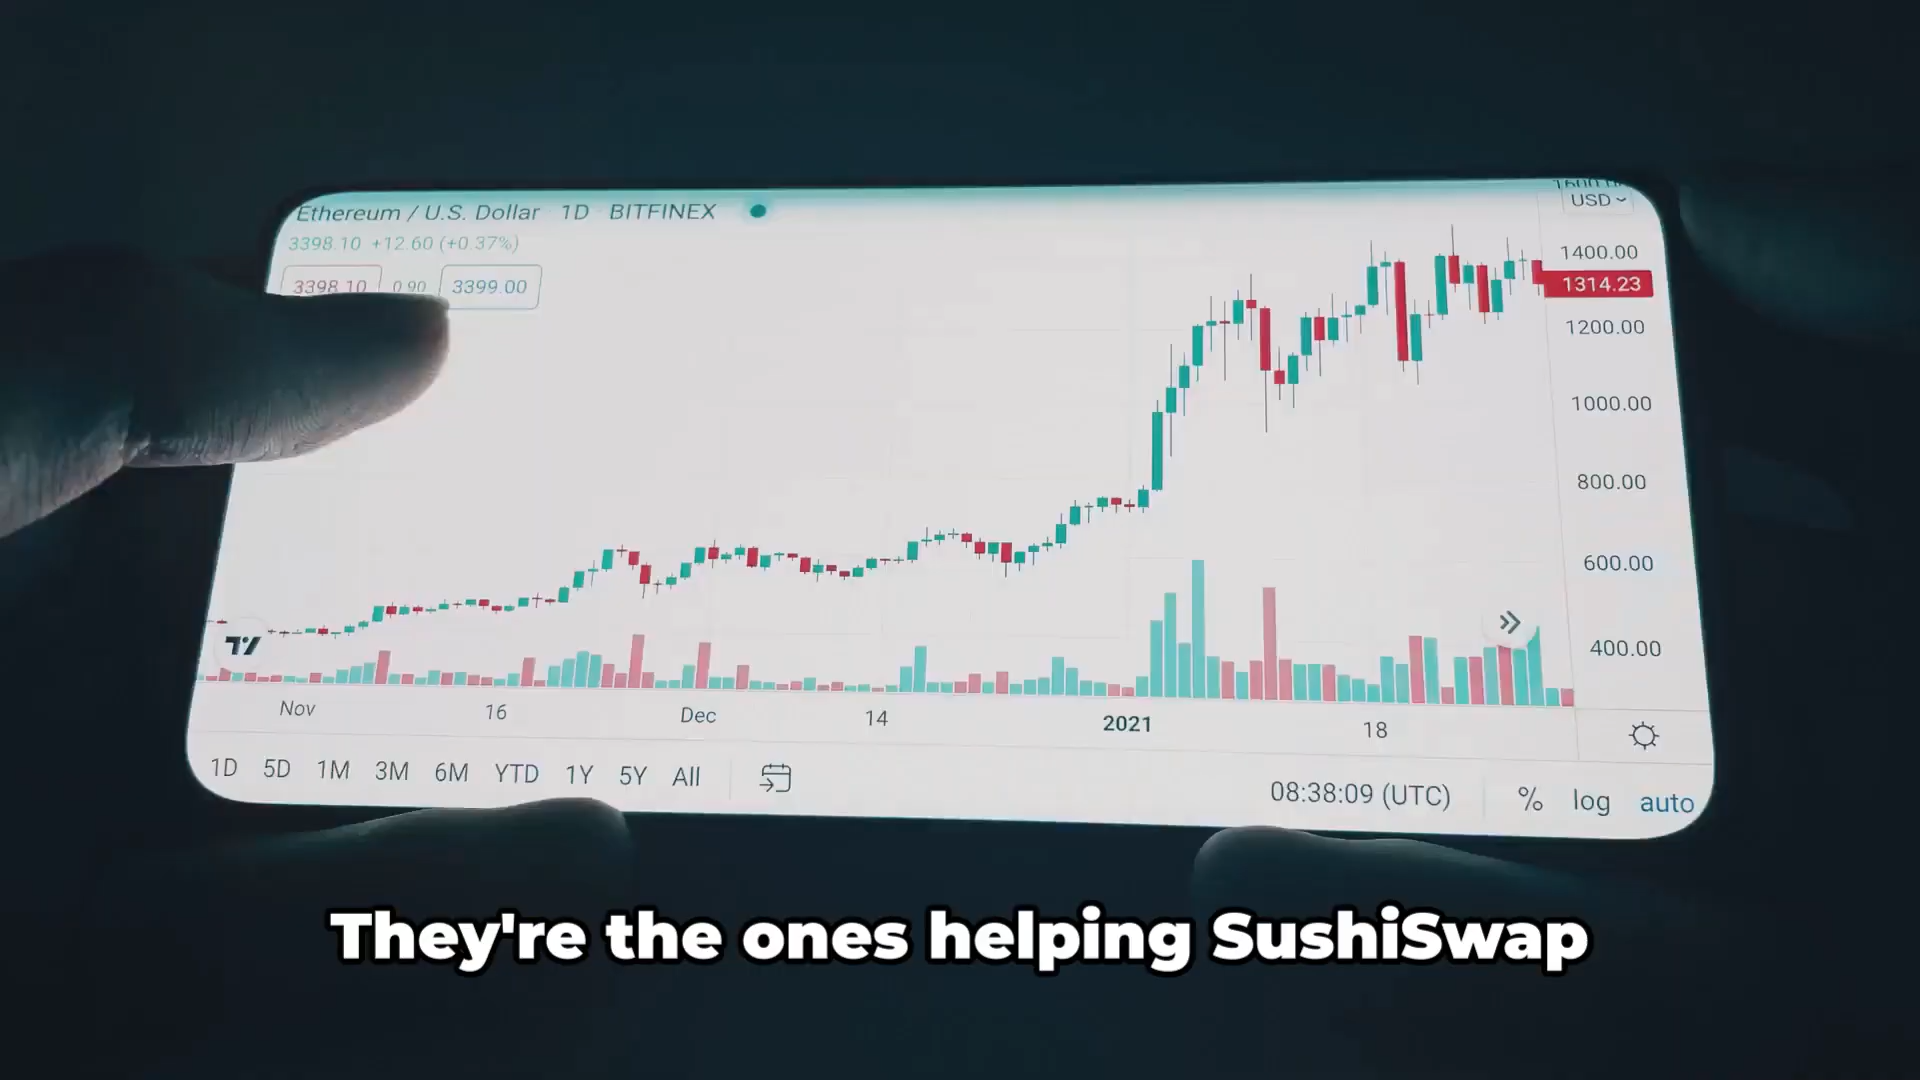 Ethereum / U.S. Dollar · 1D · BITFINEX
USD
3398.10 +12.60 (+0.37%)
3398.10 0.90 3399.00
1400.00
1314.23
1200.00
1000.00
800.00
600.00
400.00
Nov 16 Dec 14 2021 18
1D 5D 1M 3M 6M YTD 1Y 5Y All
08:38:09 (UTC) % log auto
They're the ones helping SushiSwap